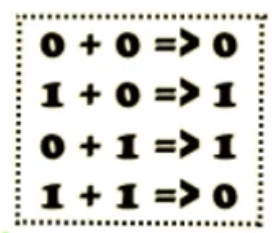 0 + 0 => 0
1 + 0 => 1
0 + 1 => 1
1 + 1 => 0